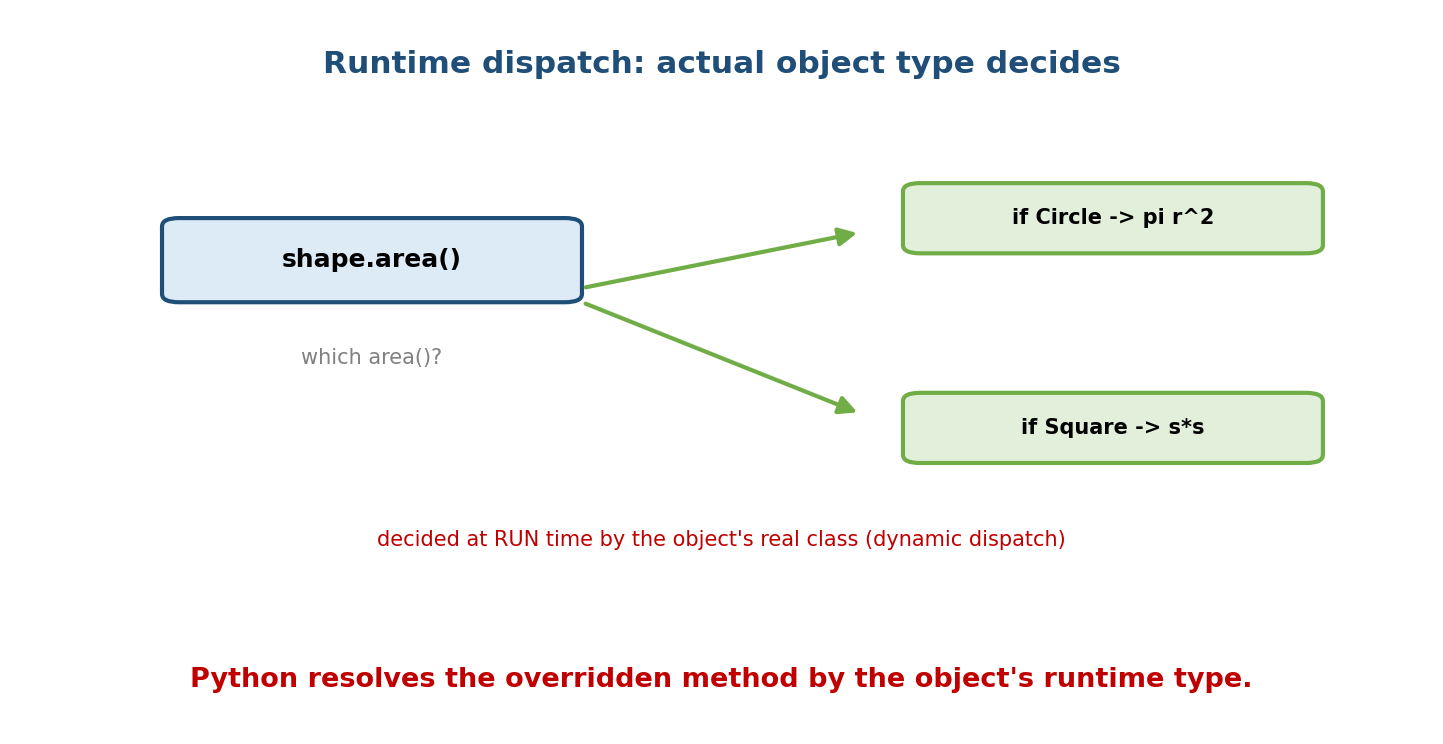 Runtime dispatch: actual object type decides
shape.area()
which area()?
if Circle -> pi r^2
if Square -> s*s
decided at RUN time by the object's real class (dynamic dispatch)
Python resolves the overridden method by the object's runtime type.